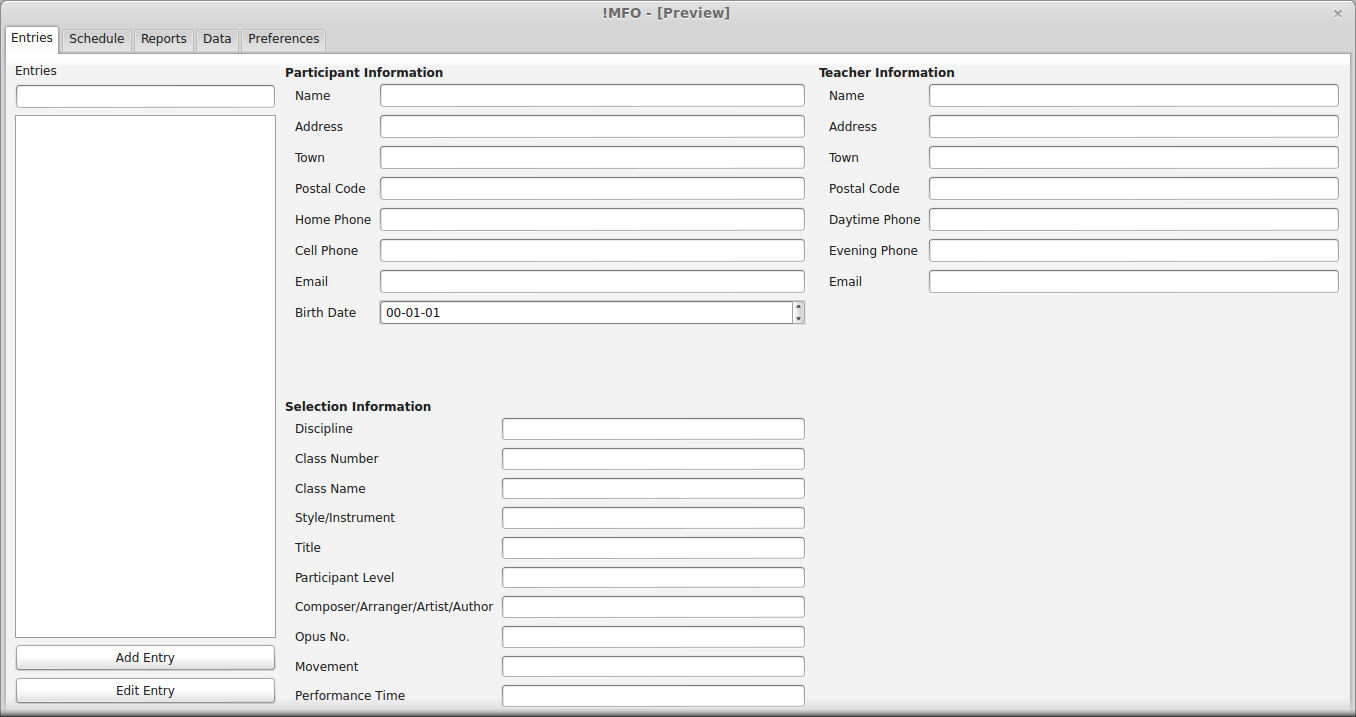 !MFO - [Preview]
Entries Schedule Reports Data Preferences
Entries
Add Entry
Edit Entry
Participant Information
Name
Address
Town
Postal Code
Home Phone
Cell Phone
Email
Birth Date 00-01-01
Selection Information
Discipline
Class Number
Class Name
Style/Instrument
Title
Participant Level
Composer/Arranger/Artist/Author
Opus No.
Movement
Performance Time
Teacher Information
Name
Address
Town
Postal Code
Daytime Phone
Evening Phone
Email